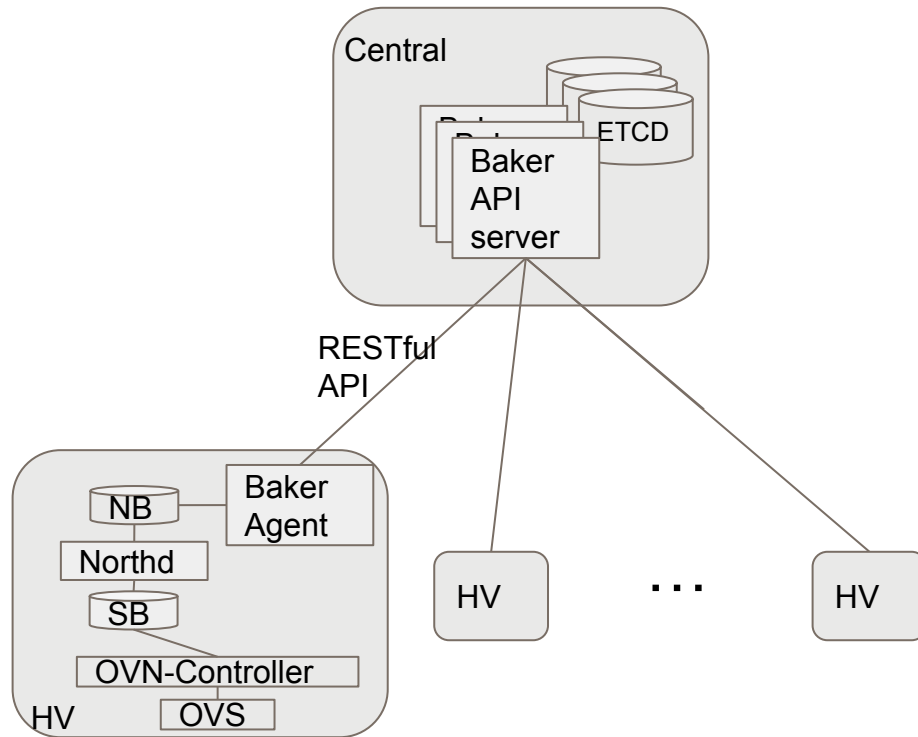 Central
ETCD
Baker
API
server
RESTful
API
Baker
Agent
NB
Northd
SB
OVN-Controller
OVS
HV
HV
. . .
HV